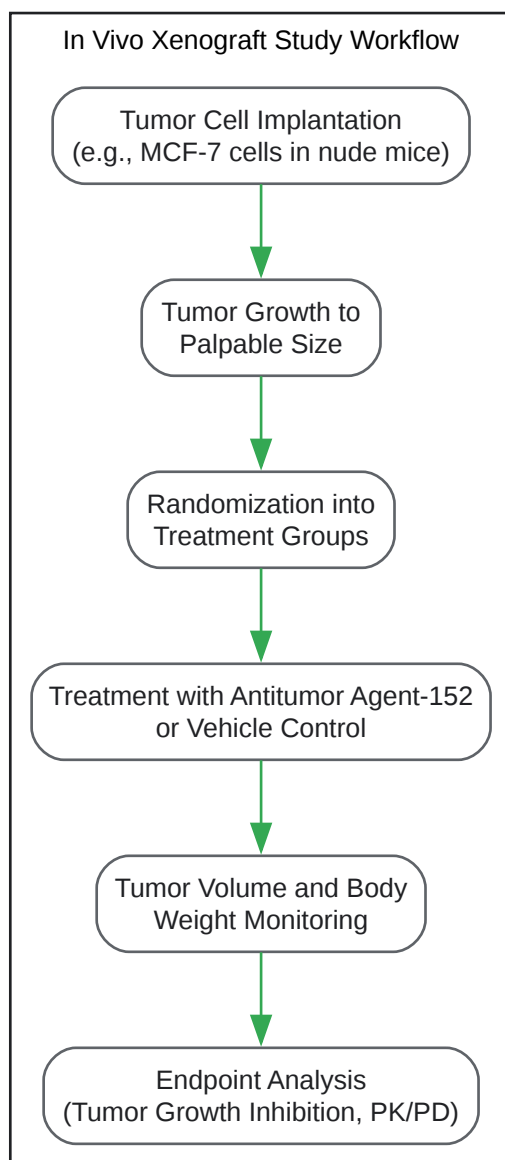 In Vivo Xenograft Study Workflow
Tumor Cell Implantation
(e.g., MCF-7 cells in nude mice)
Tumor Growth to
Palpable Size
Randomization into
Treatment Groups
Treatment with Antitumor Agent-152
or Vehicle Control
Tumor Volume and Body
Weight Monitoring
Endpoint Analysis
(Tumor Growth Inhibition, PK/PD)